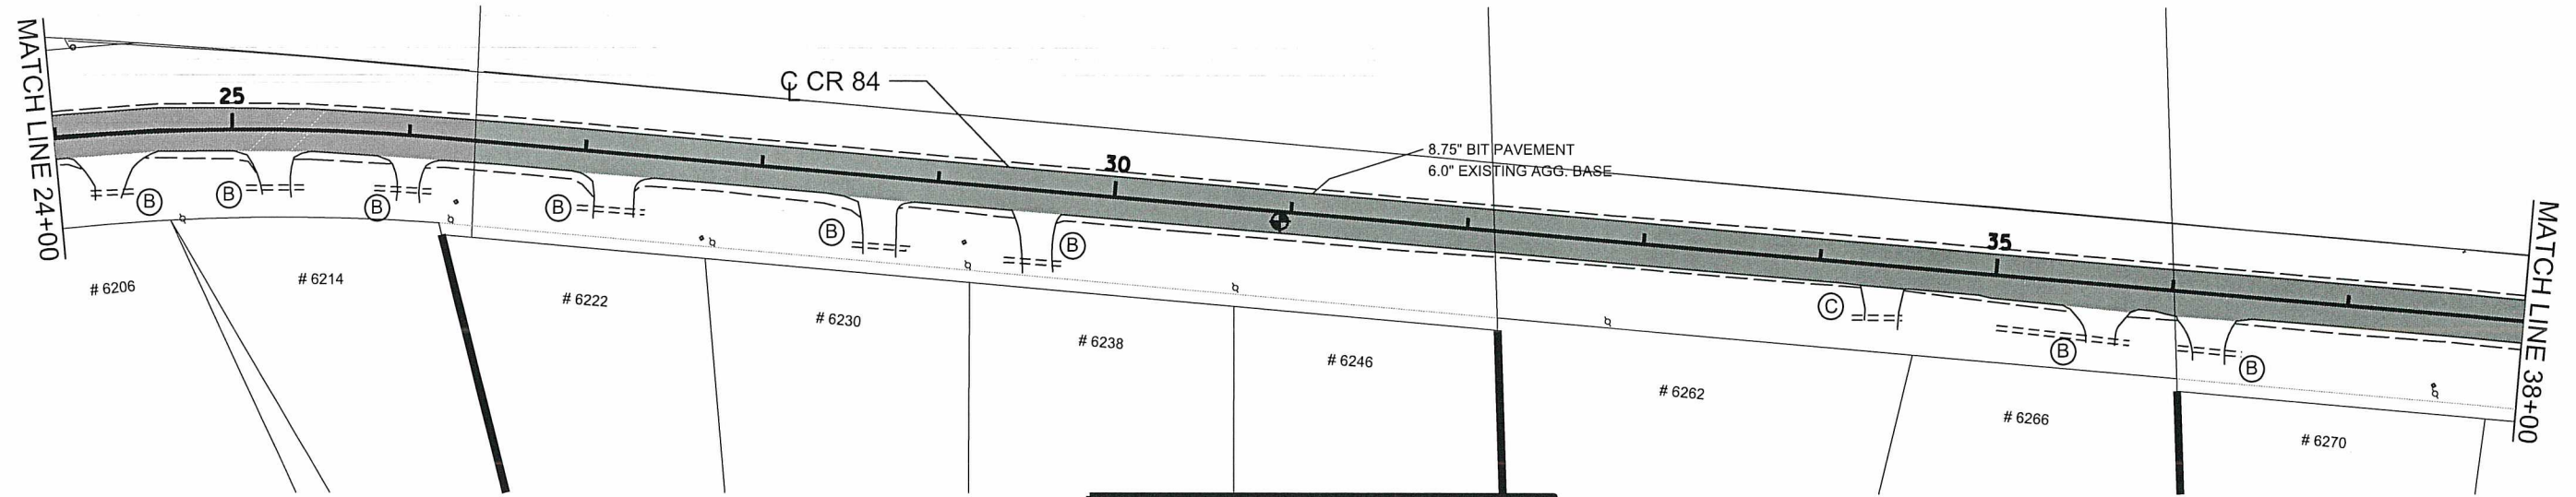 MATCH LINE 24+00
25
℄ CR 84
30
8.75" BIT PAVEMENT
6.0" EXISTING AGG. BASE
35
MATCH LINE 38+00
B
B
B
B
B
B
C
B
B
# 6206
# 6214
# 6222
# 6230
# 6238
# 6246
# 6262
# 6266
# 6270